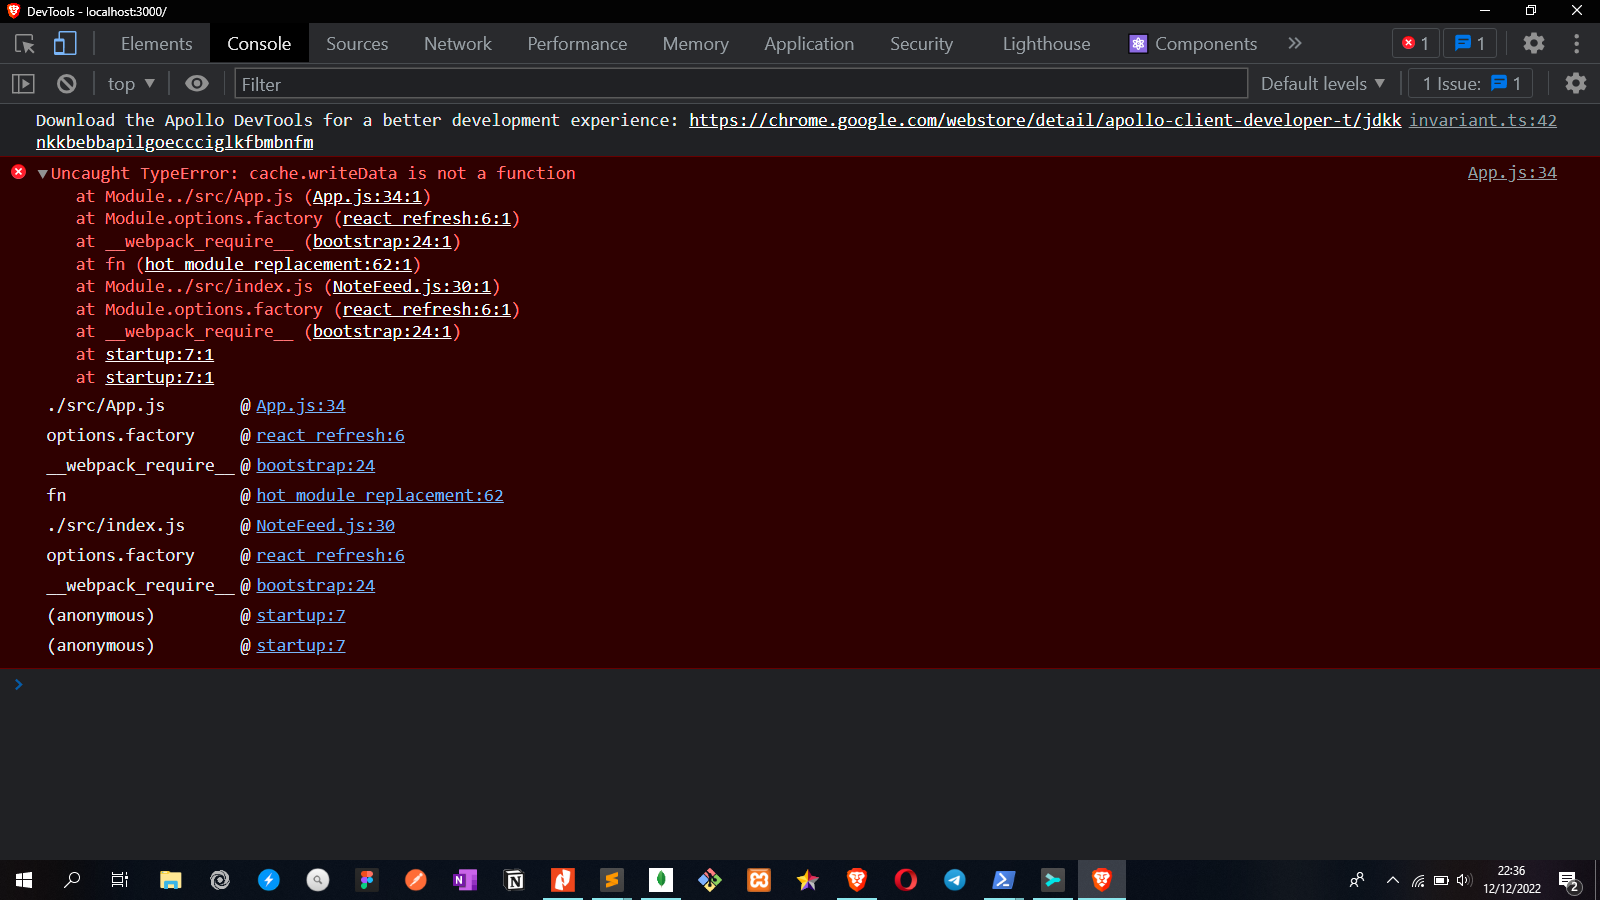 DevTools - localhost:3000/
Elements Console Sources Network Performance Memory Application Security Lighthouse Components 1 1
top Filter Default levels 1 Issue: 1
Download the Apollo DevTools for a better development experience: https://chrome.google.com/webstore/detail/apollo-client-developer-t/jdkk invariant.ts:42
nkkbebbapilgoeccciglkfbmbnfm
Uncaught TypeError: cache.writeData is not a function App.js:34
at Module../src/App.js (App.js:34:1)
at Module.options.factory (react refresh:6:1)
at __webpack_require__ (bootstrap:24:1)
at fn (hot module replacement:62:1)
at Module../src/index.js (NoteFeed.js:30:1)
at Module.options.factory (react refresh:6:1)
at __webpack_require__ (bootstrap:24:1)
at startup:7:1
at startup:7:1
./src/App.js @ App.js:34
options.factory @ react refresh:6
__webpack_require__ @ bootstrap:24
fn @ hot module replacement:62
./src/index.js @ NoteFeed.js:30
options.factory @ react refresh:6
__webpack_require__ @ bootstrap:24
(anonymous) @ startup:7
(anonymous) @ startup:7
22:36
12/12/2022
2